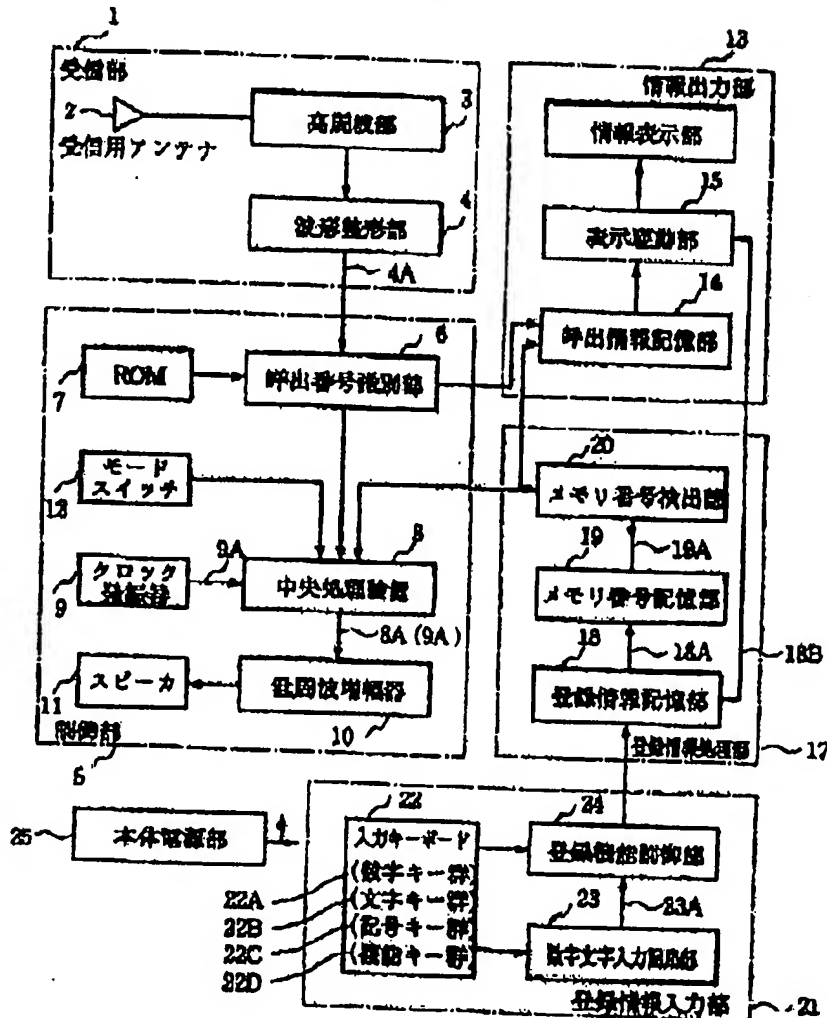 1
受信部
2
受信用アンテナ
高周波部
3
波形整形部
4
4A
13
情報出力部
情報表示部
表示駆動部
15
呼出情報記憶部
14
ROM
7
呼出番号識別部
6
モード
スイッチ
12
クロック
発振器
9
9A
中央処理装置
8
8A (9A)
スピーカ
11
低周波増幅器
10
制御部
5
20
メモリ番号検出部
19A
19
メモリ番号記憶部
18
18A
登録情報記憶部
18B
登録情報処理部
17
25
本体電源部
22
入力キーボード
(数字キー群)
(文字キー群)
(記号キー群)
(機能キー群)
22A
22B
22C
22D
24
登録機能制御部
23
23A
数字文字入力回路部
登録情報入力部
21